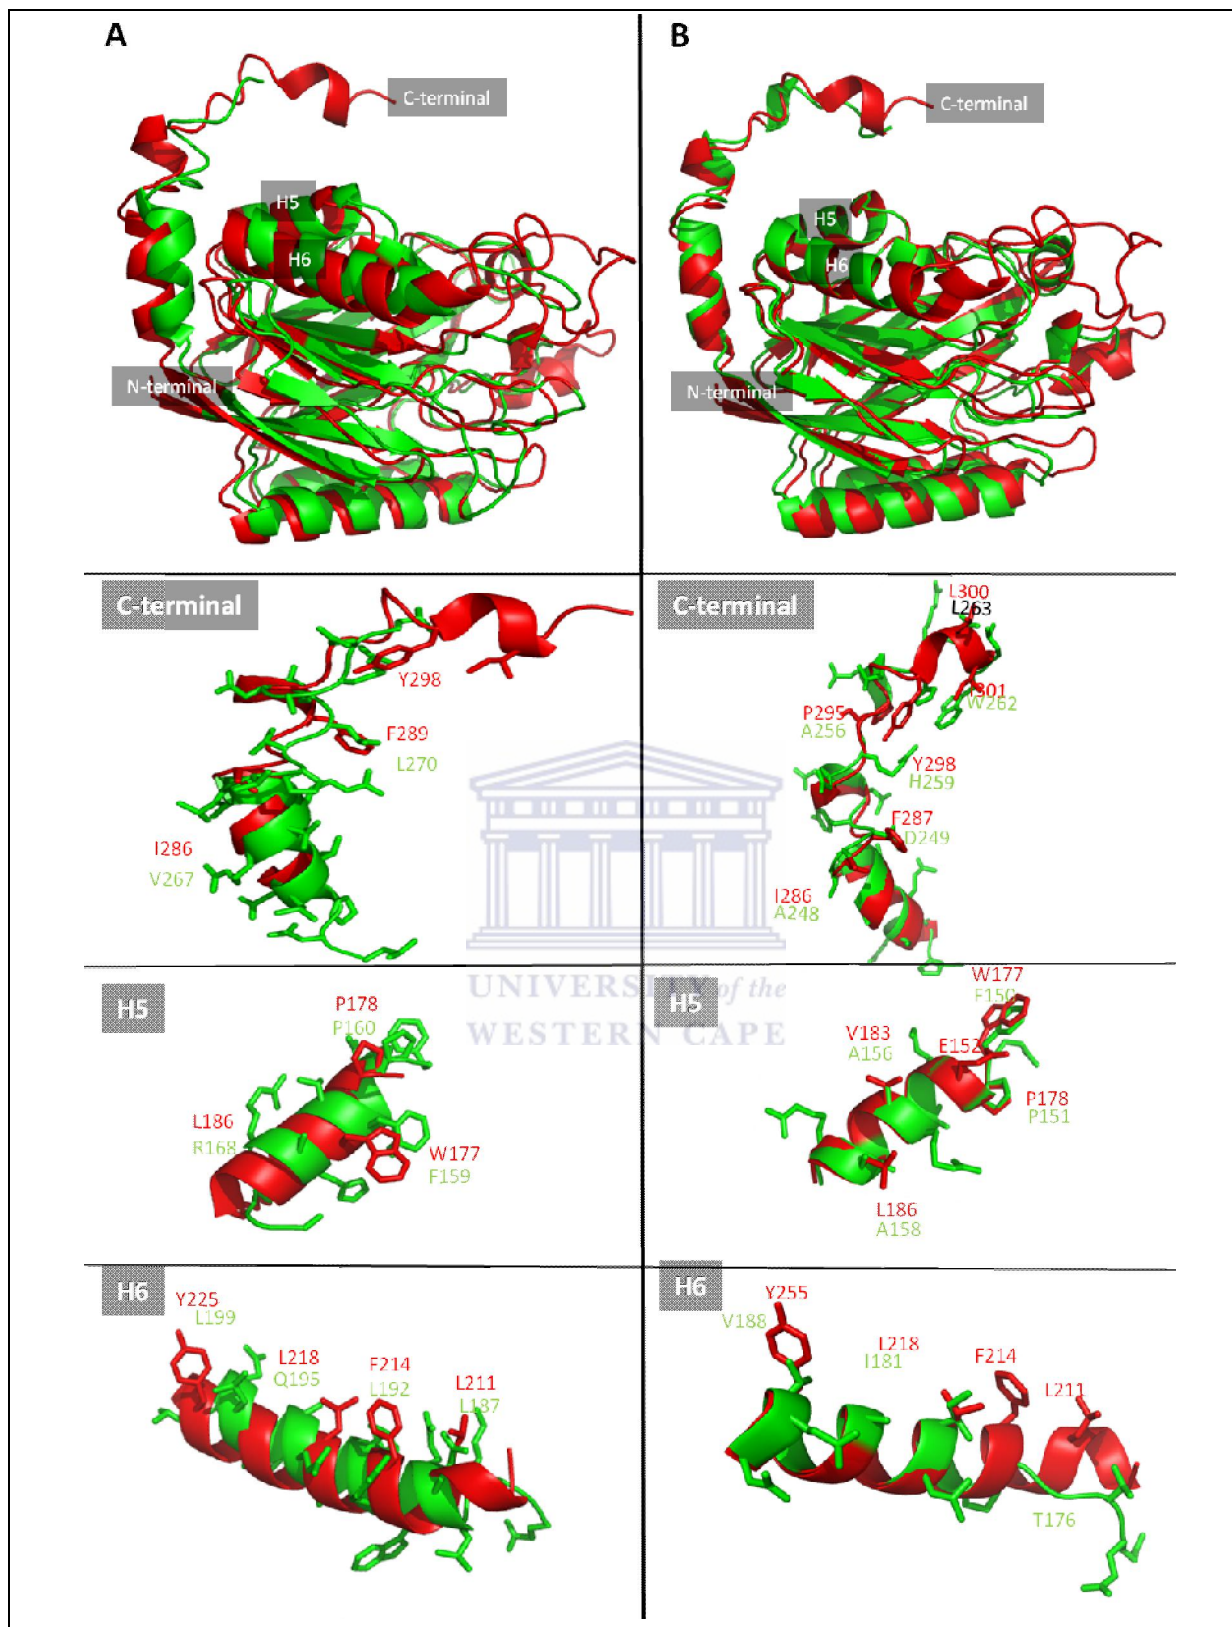 A
C-terminal
H5
H6
N-terminal
B
C-terminal
H5
H6
N-terminal
C-terminal
Y298
F289
L270
I286
V267
C-terminal
L300
L263
P295
A256
W262
Y298
H259
F287
D249
I286
A248
UNIVERSITY of the
WESTERN CAPE
H5
P178
P160
L186
R168
W177
F159
H5
W177
V183
A156
E152
P178
P151
L186
A158
H6
Y225
L199
L218
Q195
F214
L192
L211
L187
H6
Y255
V188
L218
I181
F214
L211
T176